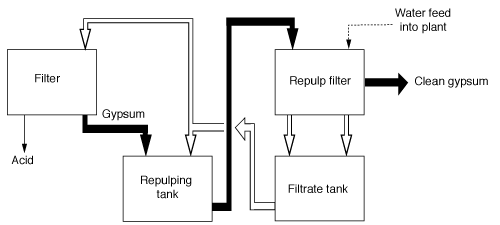 Water feed
into plant
Filter
Repulp filter
Clean gypsum
Gypsum
Acid
Repulping
tank
Filtrate tank